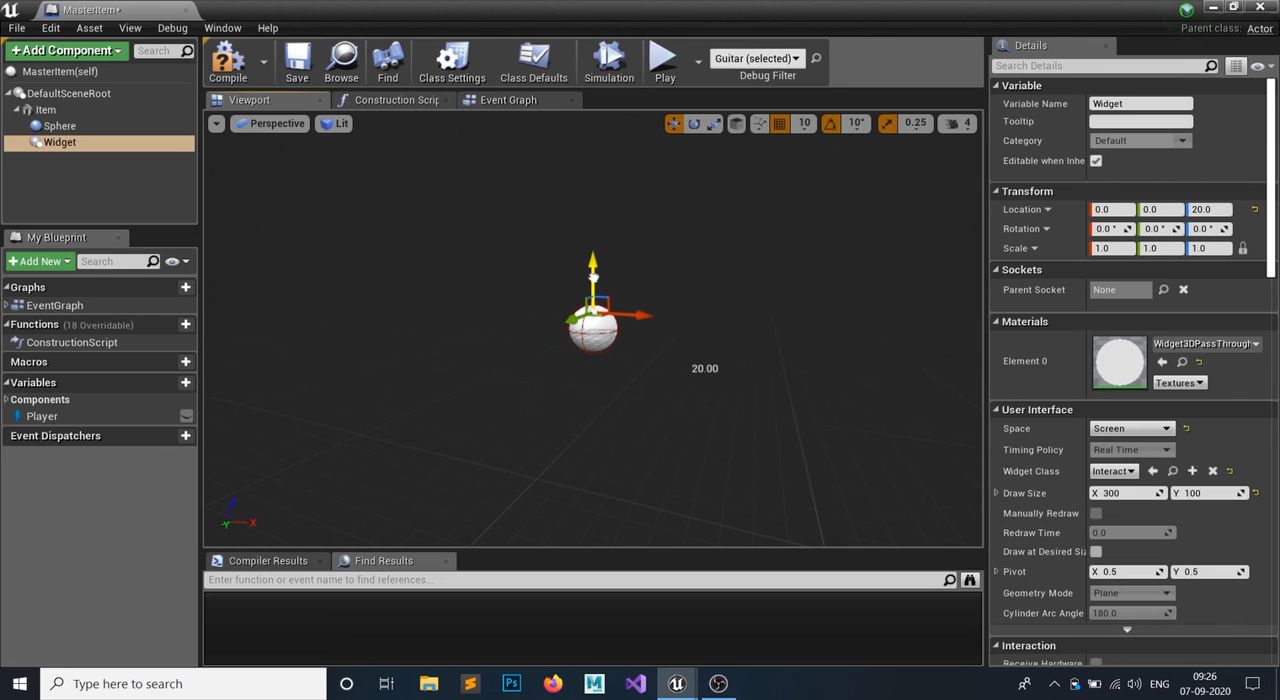 MasterItem*
File Edit Asset View Debug Window Help
Parent class: Actor
+Add Component Search
MasterItem(self)
DefaultSceneRoot
Item
Sphere
Widget
My Blueprint
+Add New Search
Graphs
EventGraph
Functions (18 Overridable)
ConstructionScript
Macros
Variables
Components
Player
Event Dispatchers
Compile Save Browse Find Class Settings Class Defaults Simulation Play
Guitar (selected)
Debug Filter
Viewport Construction Scrip Event Graph
Perspective Lit
10 10° 0.25 4
20.00
Z
X
Y
Compiler Results Find Results
Enter function or event name to find references...
Details
Search Details
Variable
Variable Name Widget
Tooltip
Category Default
Editable when Inhe
Transform
Location 0.0 0.0 20.0
Rotation 0.0 ° 0.0 ° 0.0 °
Scale 1.0 1.0 1.0
Sockets
Parent Socket None
Materials
Element 0 Widget3DPassThrough
Textures
User Interface
Space Screen
Timing Policy Real Time
Widget Class Interact
Draw Size X 300 Y 100
Manually Redraw
Redraw Time 0.0
Draw at Desired Siz
Pivot X 0.5 Y 0.5
Geometry Mode Plane
Cylinder Arc Angle 180.0
Interaction
Receive Hardware
Type here to search
Ps
M
ENG
09:26
07-09-2020